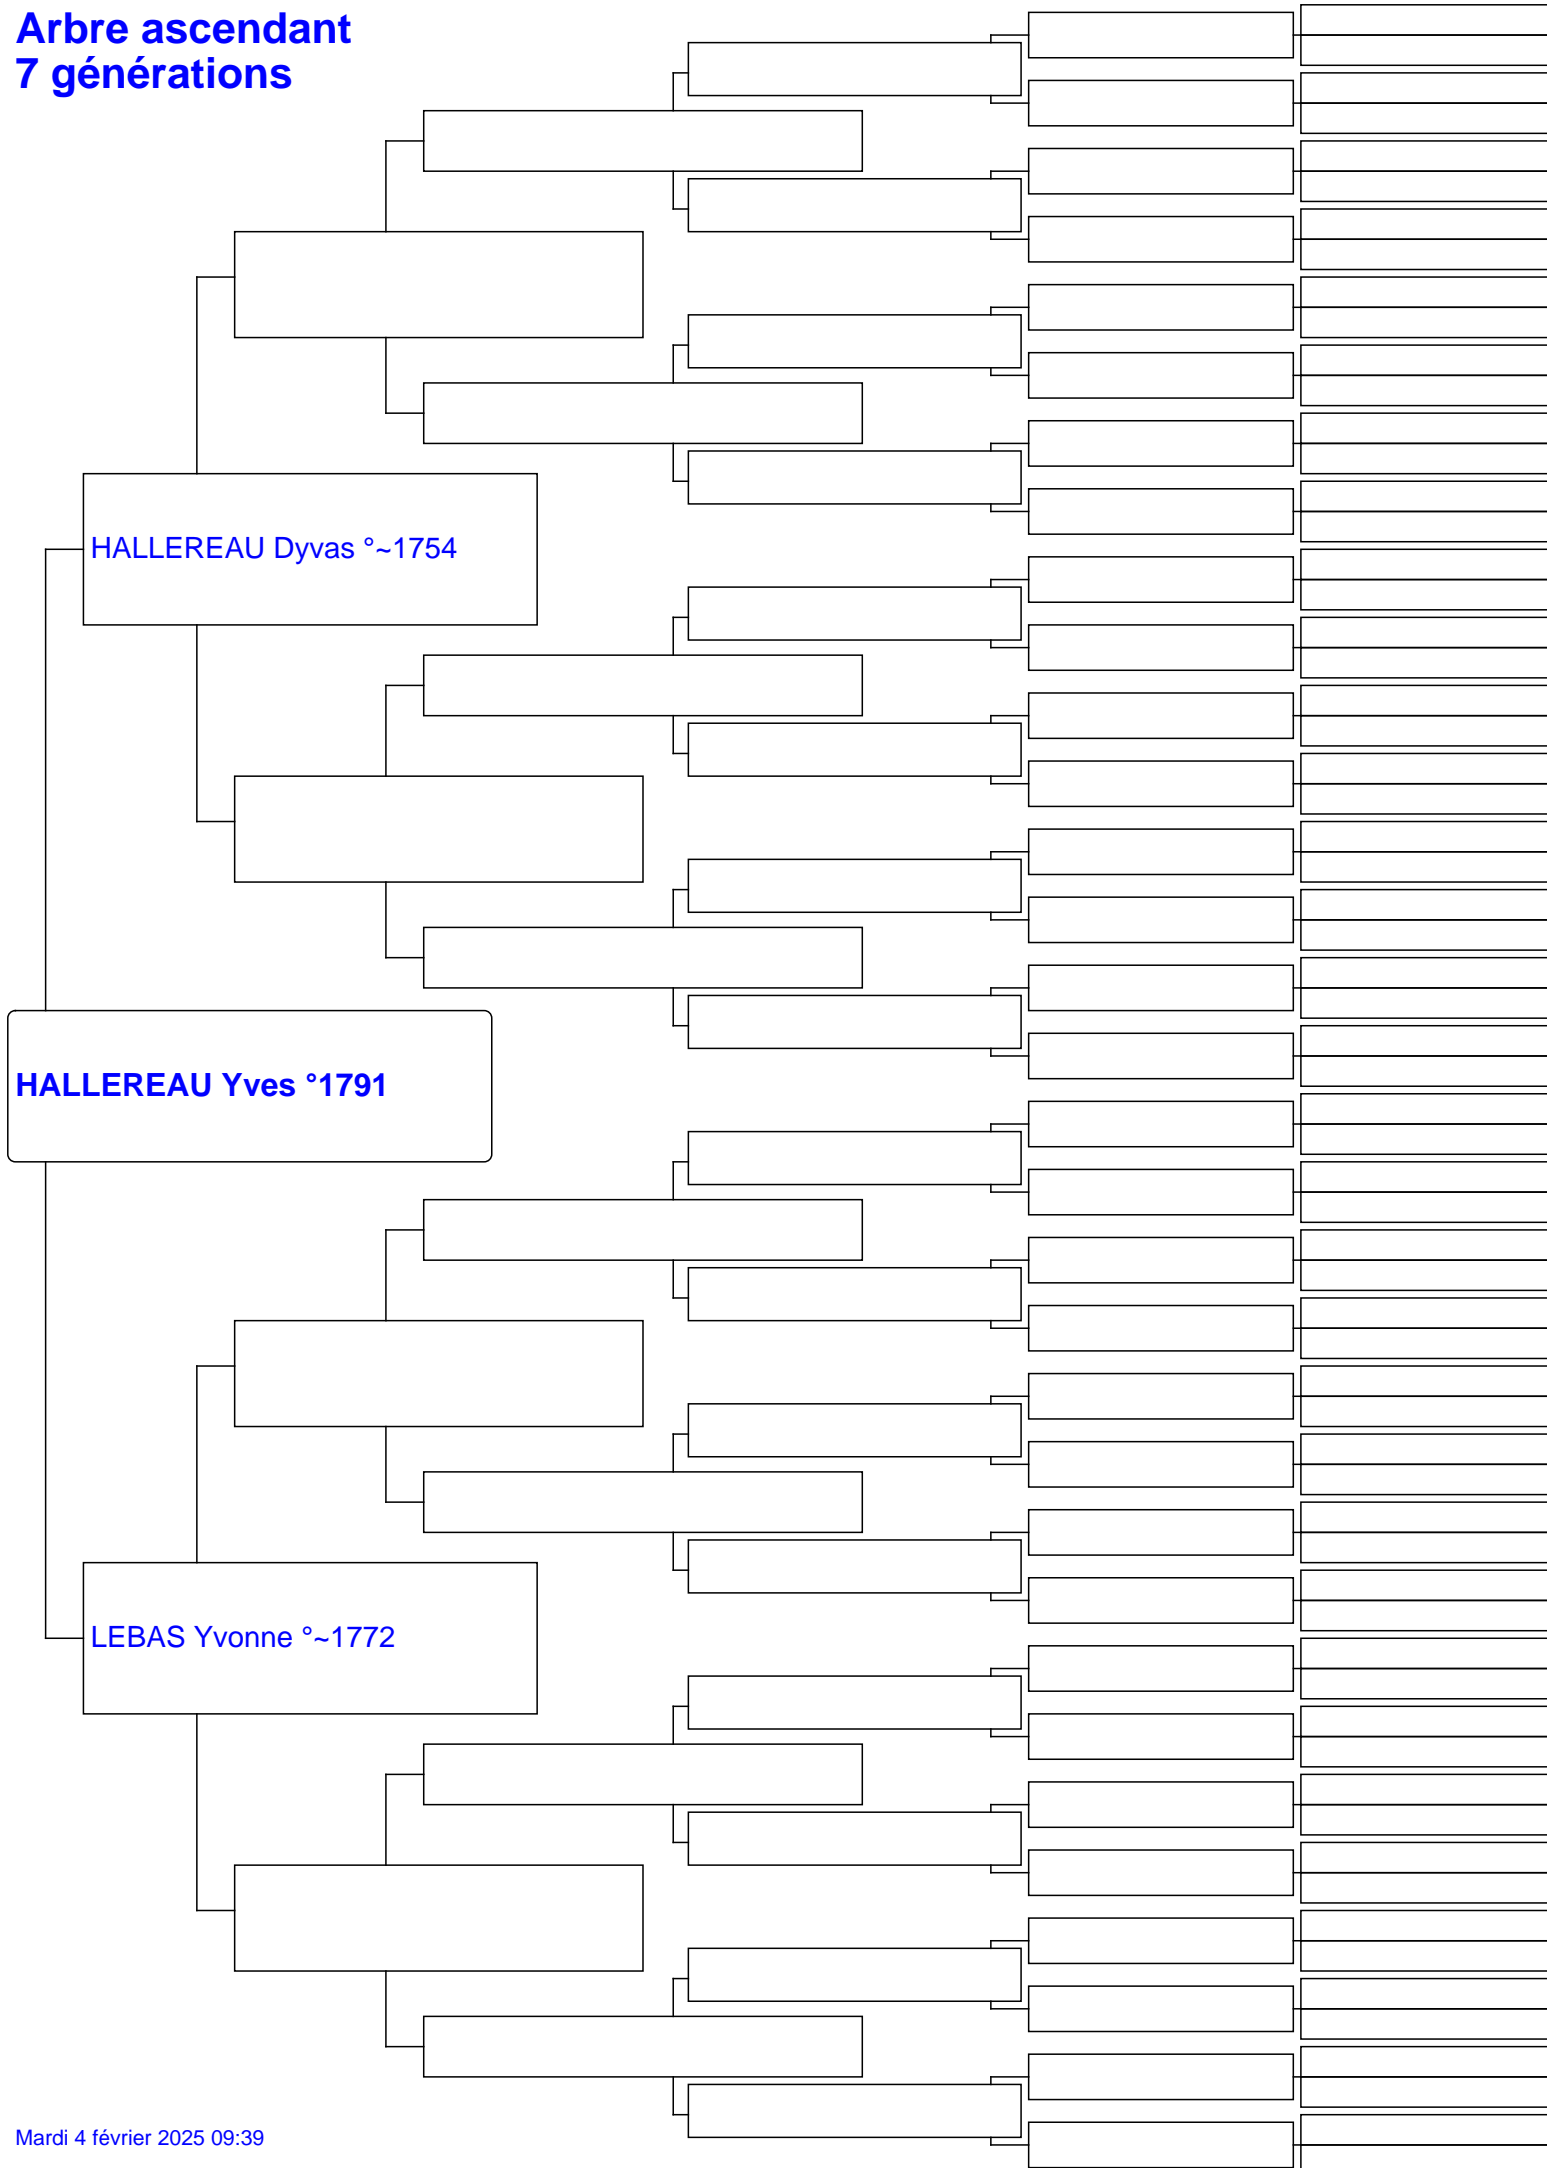 Arbre ascendant
7 générations
HALLEREAU Dyvas °~1754
HALLEREAU Yves °1791
LEBAS Yvonne °~1772
Mardi 4 février 2025 09:39